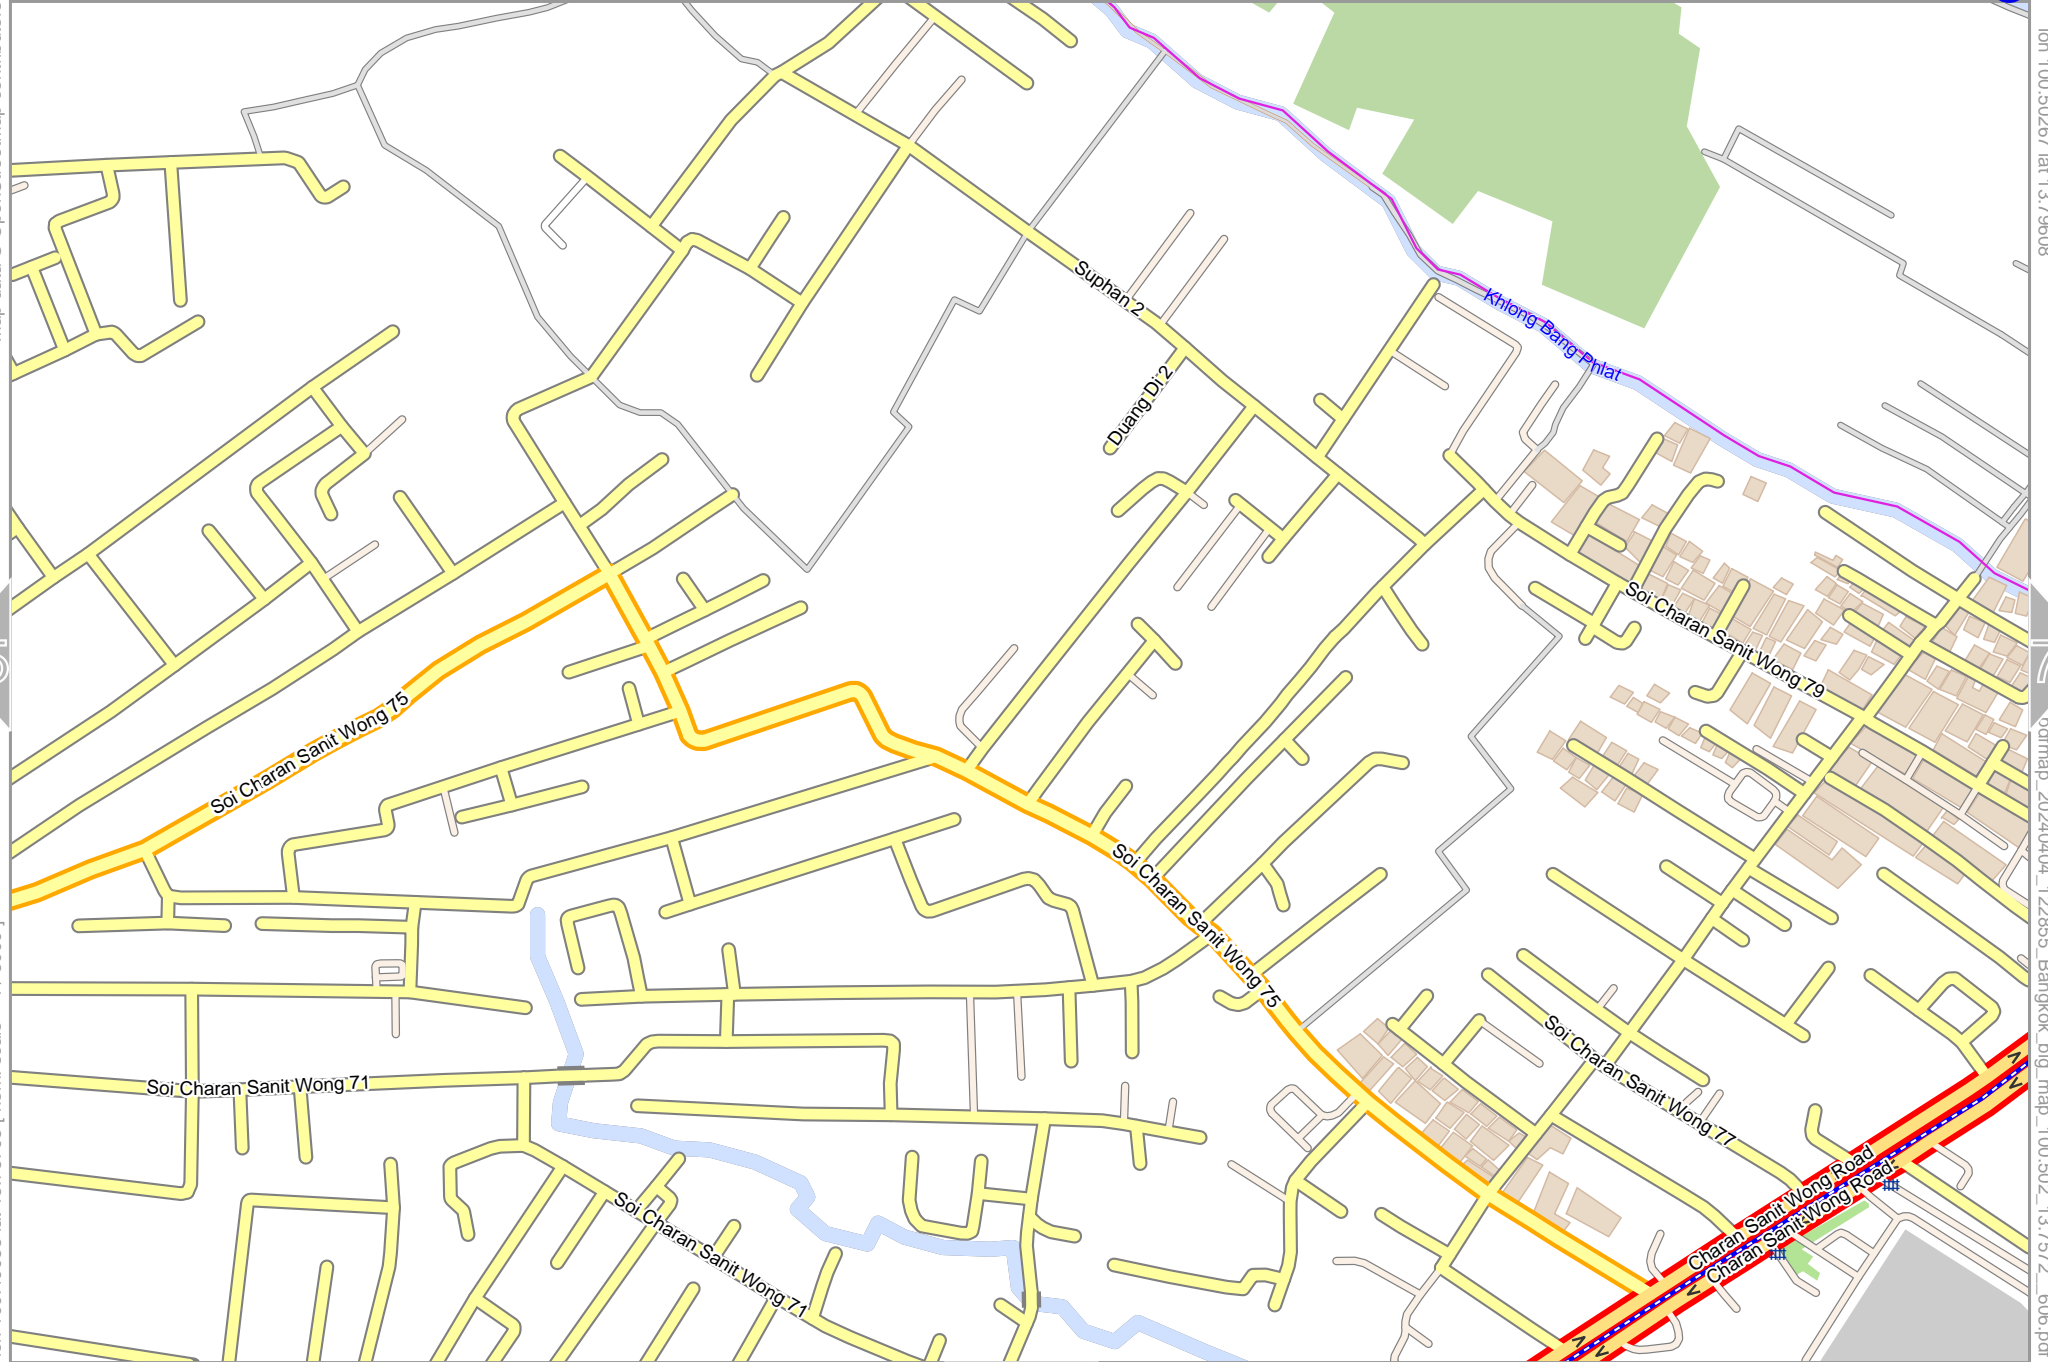 Suphan 2
Khlong Bang Phlat
Duang Di 2
Soi Charan Sanit Wong 79
Soi Charan Sanit Wong 75
Soi Charan Sanit Wong 75
Soi Charan Sanit Wong 77
Soi Charan Sanit Wong 71
Charan Sanit Wong Road
Charan Sanit Wong Road
Soi Charan Sanit Wong 71